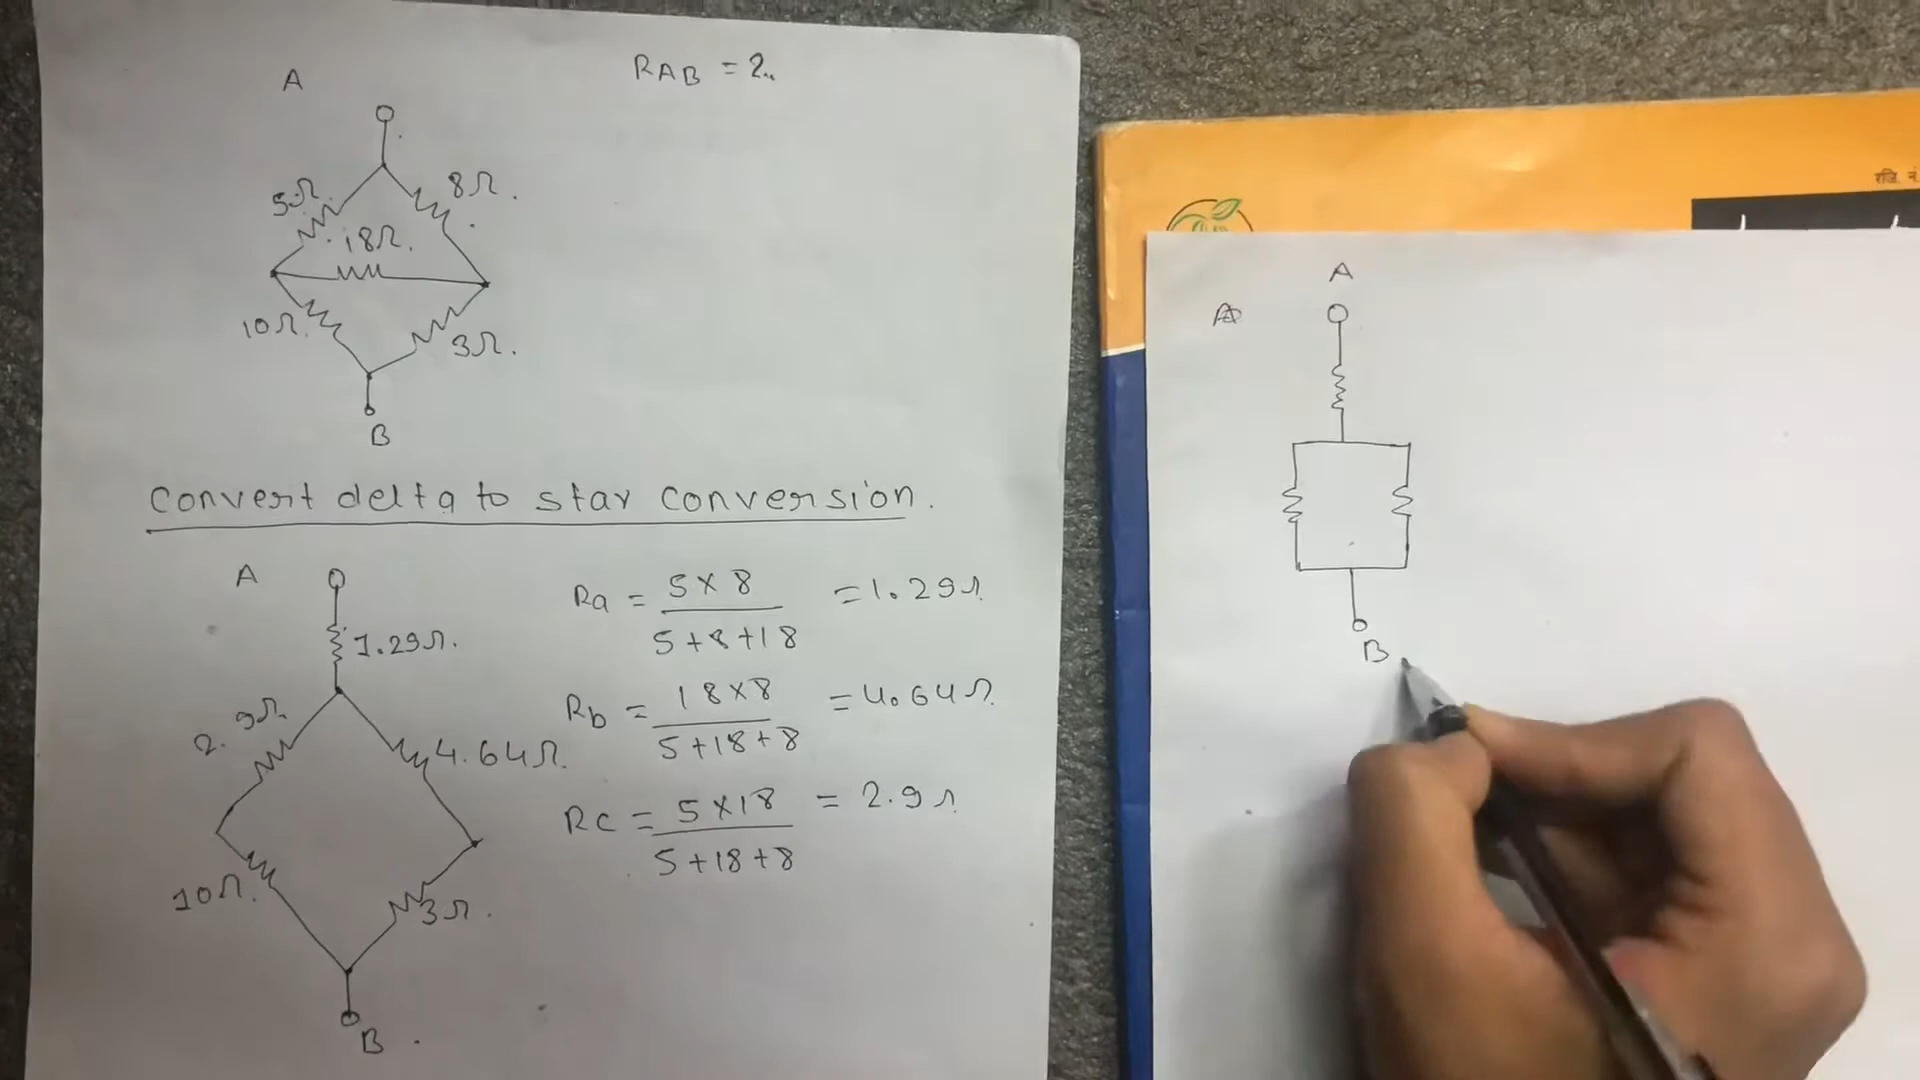 RAB = 2..
A
5Ω.
8Ω.
18Ω.
10Ω.
3Ω.
B
Convert delta to star conversion.
A
1.29Ω.
2.9Ω.
4.64Ω.
10Ω.
3Ω.
B.
Ra = 5 x 8 / 5+8+18 = 1.29Ω
Rb = 18x8 / 5+18+8 = 4.64Ω
Rc = 5 x 18 / 5+18+8 = 2.9Ω
रजि. नं.
A
B